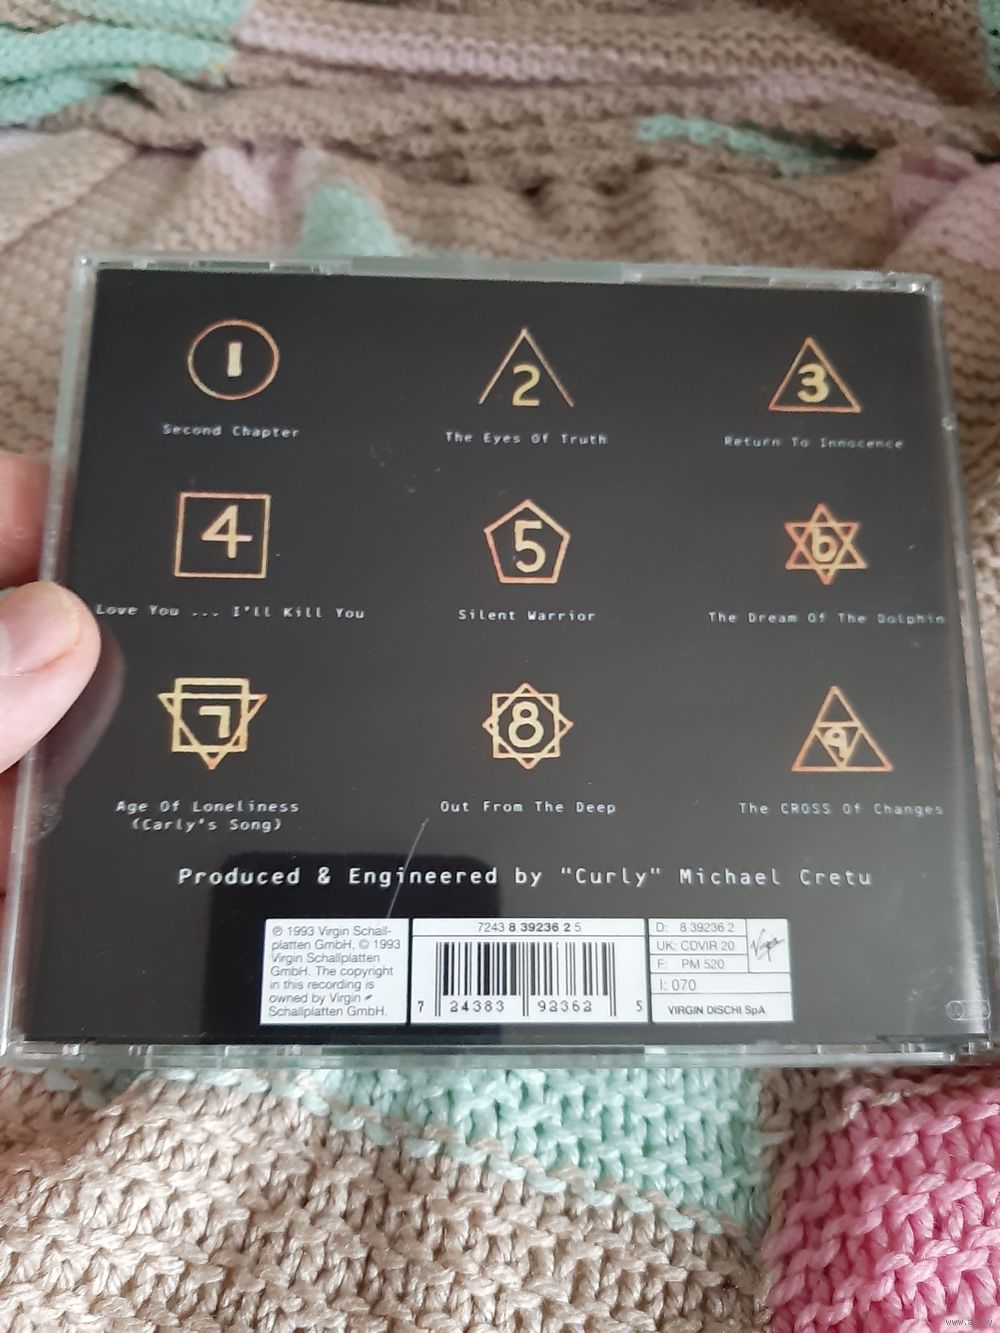 1
2
3
Second Chapter
The Eyes Of Truth
Return To Innocence
4
5
6
Love You ... I'll Kill You
Silent Warrior
The Dream Of The Dolphin
7
8
9
Age Of Loneliness
(Carly's Song)
Out From The Deep
The CROSS Of Changes
Produced & Engineered by "Curly" Michael Cretu
℗ 1993 Virgin Schall-
platten GmbH, © 1993
Virgin Schallplatten
GmbH. The copyright
in this recording is
owned by Virgin
Schallplatten GmbH.
7243 8 39236 2 5
7 24383 92362 5
D: 8 39236 2
UK: CDVIR 20
F: PM 520
I: 070
Virgin
VIRGIN DISCHI SpA
LC